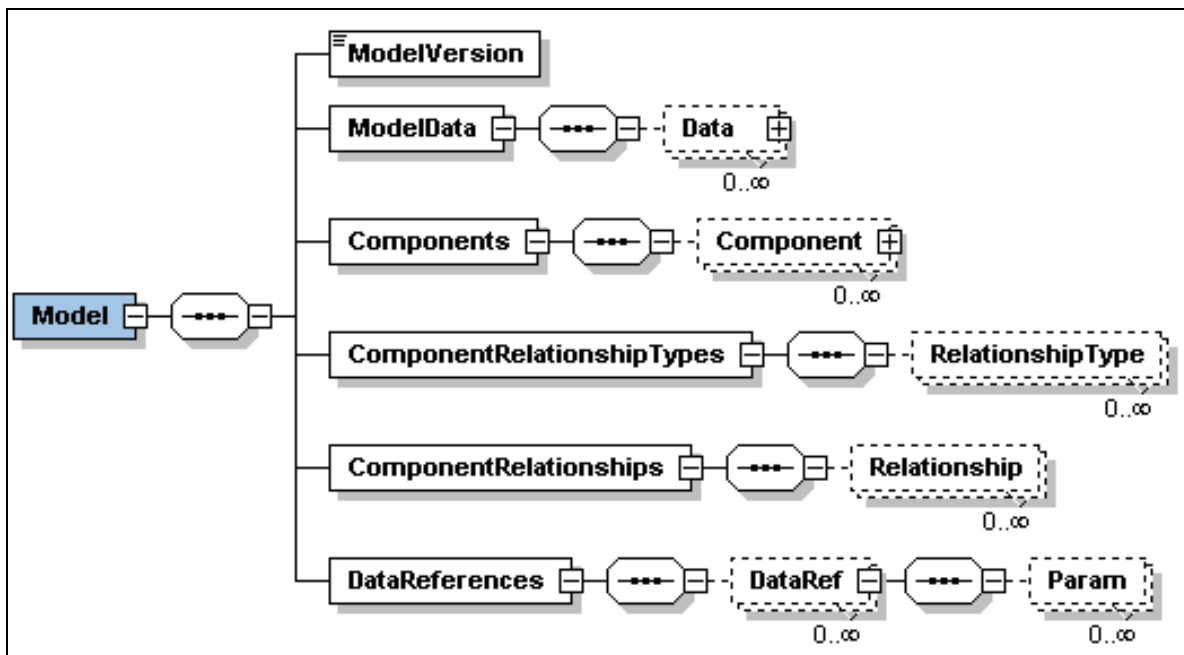 ModelVersion
ModelData
Data
0..∞
Components
Component
0..∞
Model
ComponentRelationshipTypes
RelationshipType
0..∞
ComponentRelationships
Relationship
0..∞
DataReferences
DataRef
Param
0..∞
0..∞